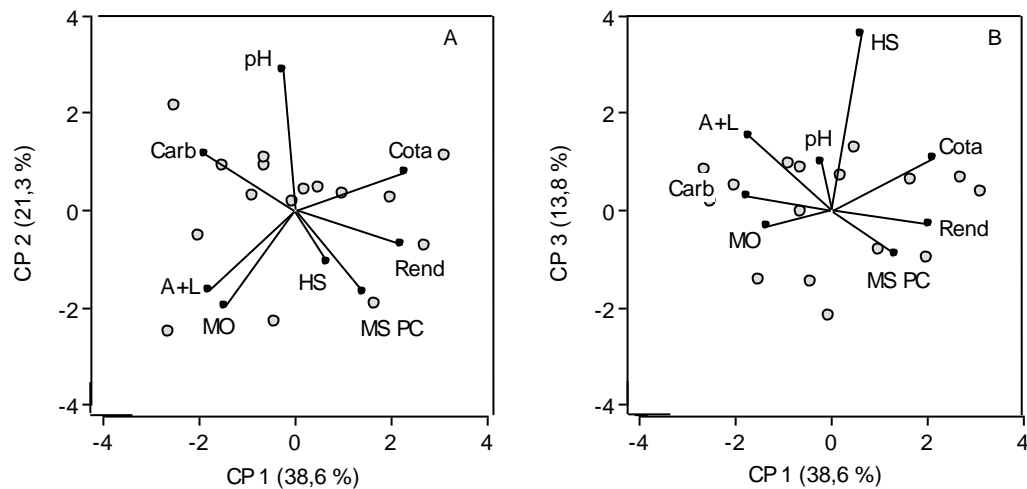 4
2
0
-2
-4
CP 2 (21,3 %)
A
pH
Carb
Cota
Rend
HS
A+L
MO
MS PC
-4
-2
0
2
4
CP 1 (38,6 %)
4
2
0
-2
-4
CP 3 (13,8 %)
B
HS
A+L
pH
Cota
Carb
MO
Rend
MS PC
-4
-2
0
2
4
CP 1 (38,6 %)